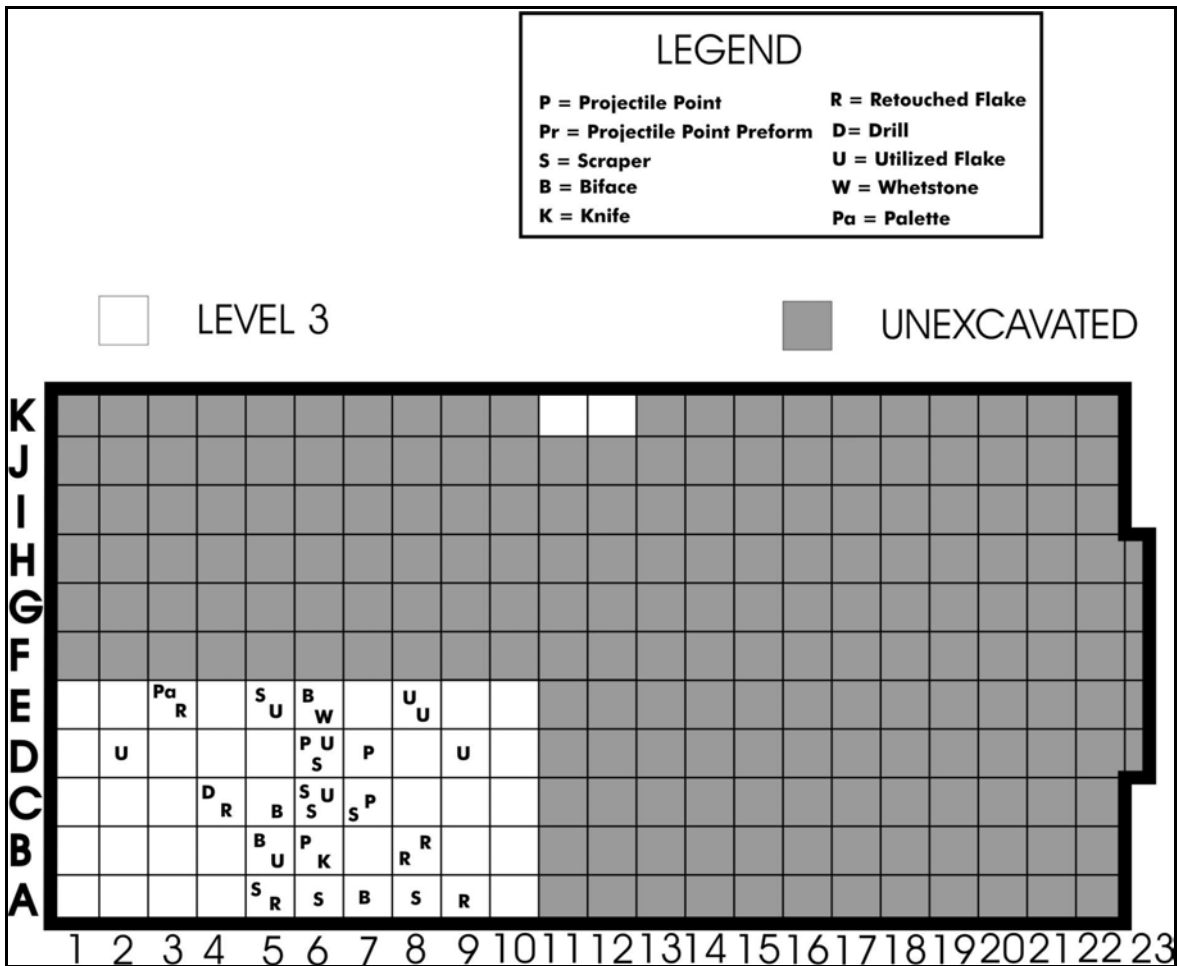 LEGEND
P = Projectile Point
Pr = Projectile Point Preform
S = Scraper
B = Biface
K = Knife
R = Retouched Flake
D= Drill
U = Utilized Flake
W = Whetstone
Pa = Palette
LEVEL 3
UNEXCAVATED
K
J
I
H
G
F
E Pa R S U B W U U
D U P U S P U
C D R B S U S S P
B B U P K R R
A S R S B S R
1 2 3 4 5 6 7 8 9 10 11 12 13 14 15 16 17 18 19 20 21 22 23